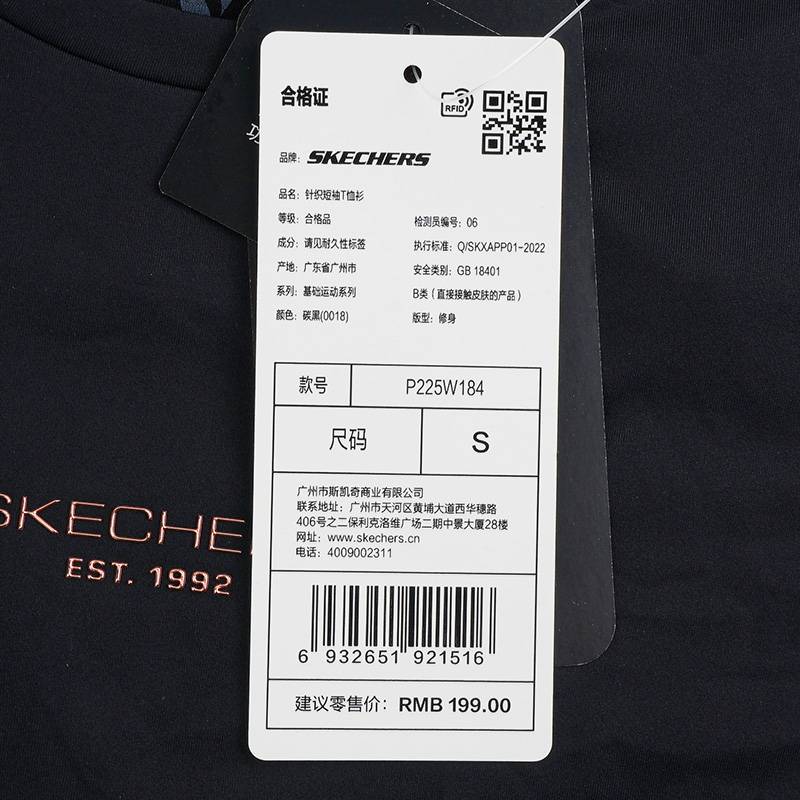 合格证
RFID
品牌: SKECHERS
品名: 针织短袖T恤衫
等级: 合格品 检测员编号: 06
成分: 请见耐久性标签 执行标准: Q/SKXAPP01-2022
产地: 广东省广州市 安全类别: GB 18401
系列: 基础运动系列 B类 (直接接触皮肤的产品)
颜色: 碳黑(0018) 版型: 修身
款号 P225W184
尺码 S
广州市斯凯奇商业有限公司
联系地址: 广州市天河区黄埔大道西华穗路
406号之二保利克洛维广场二期中景大厦28楼
网址: www.skechers.cn
电话: 4009002311
6 932651 921516
建议零售价: RMB 199.00
SKECHE
EST. 1992